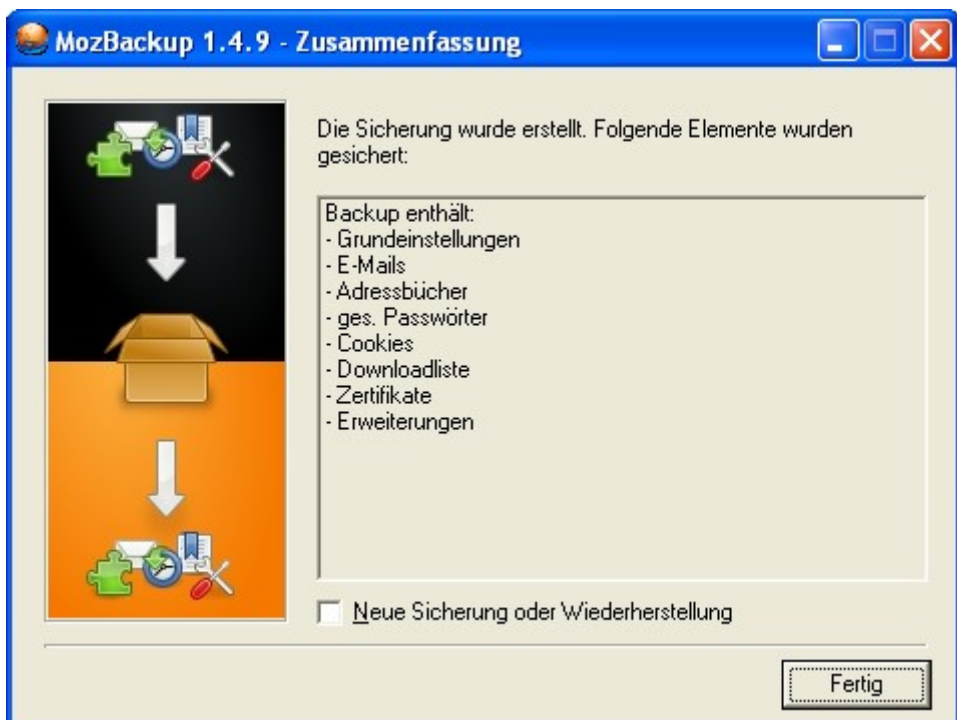 MozBackup 1.4.9 - Zusammenfassung
Die Sicherung wurde erstellt. Folgende Elemente wurden
gesichert:
Backup enthält:
- Grundeinstellungen
- E-Mails
- Adressbücher
- ges. Passwörter
- Cookies
- Downloadliste
- Zertifikate
- Erweiterungen
Neue Sicherung oder Wiederherstellung
Fertig